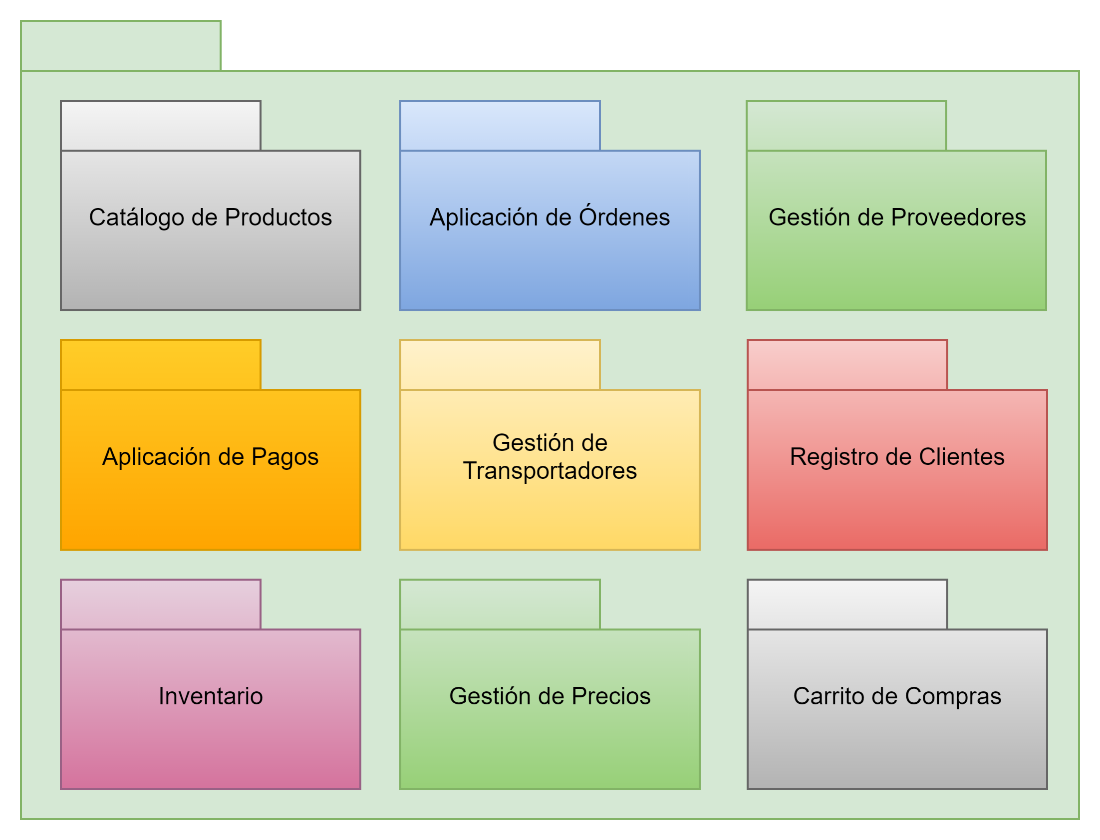 Catálogo de Productos
Aplicación de Órdenes
Gestión de Proveedores
Aplicación de Pagos
Gestión de
Transportadores
Registro de Clientes
Inventario
Gestión de Precios
Carrito de Compras